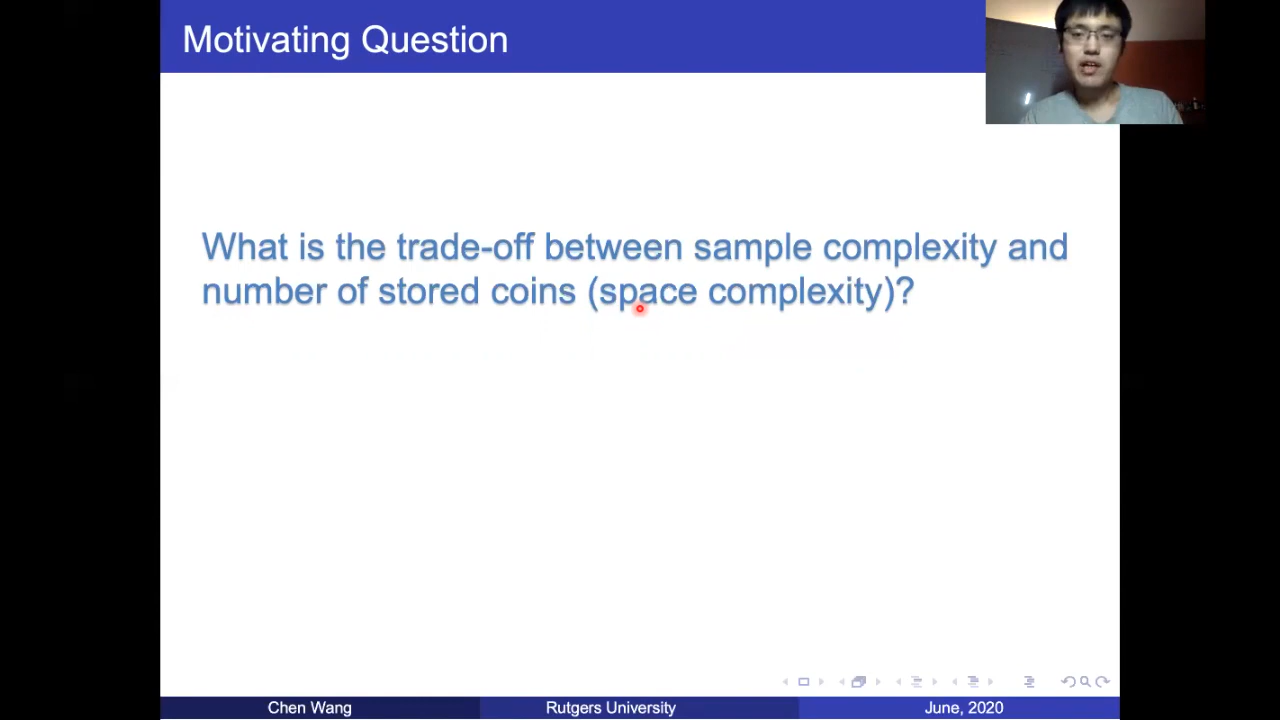 Motivating Question
What is the trade-off between sample complexity and
number of stored coins (space complexity)?
Chen Wang
Rutgers University
June, 2020